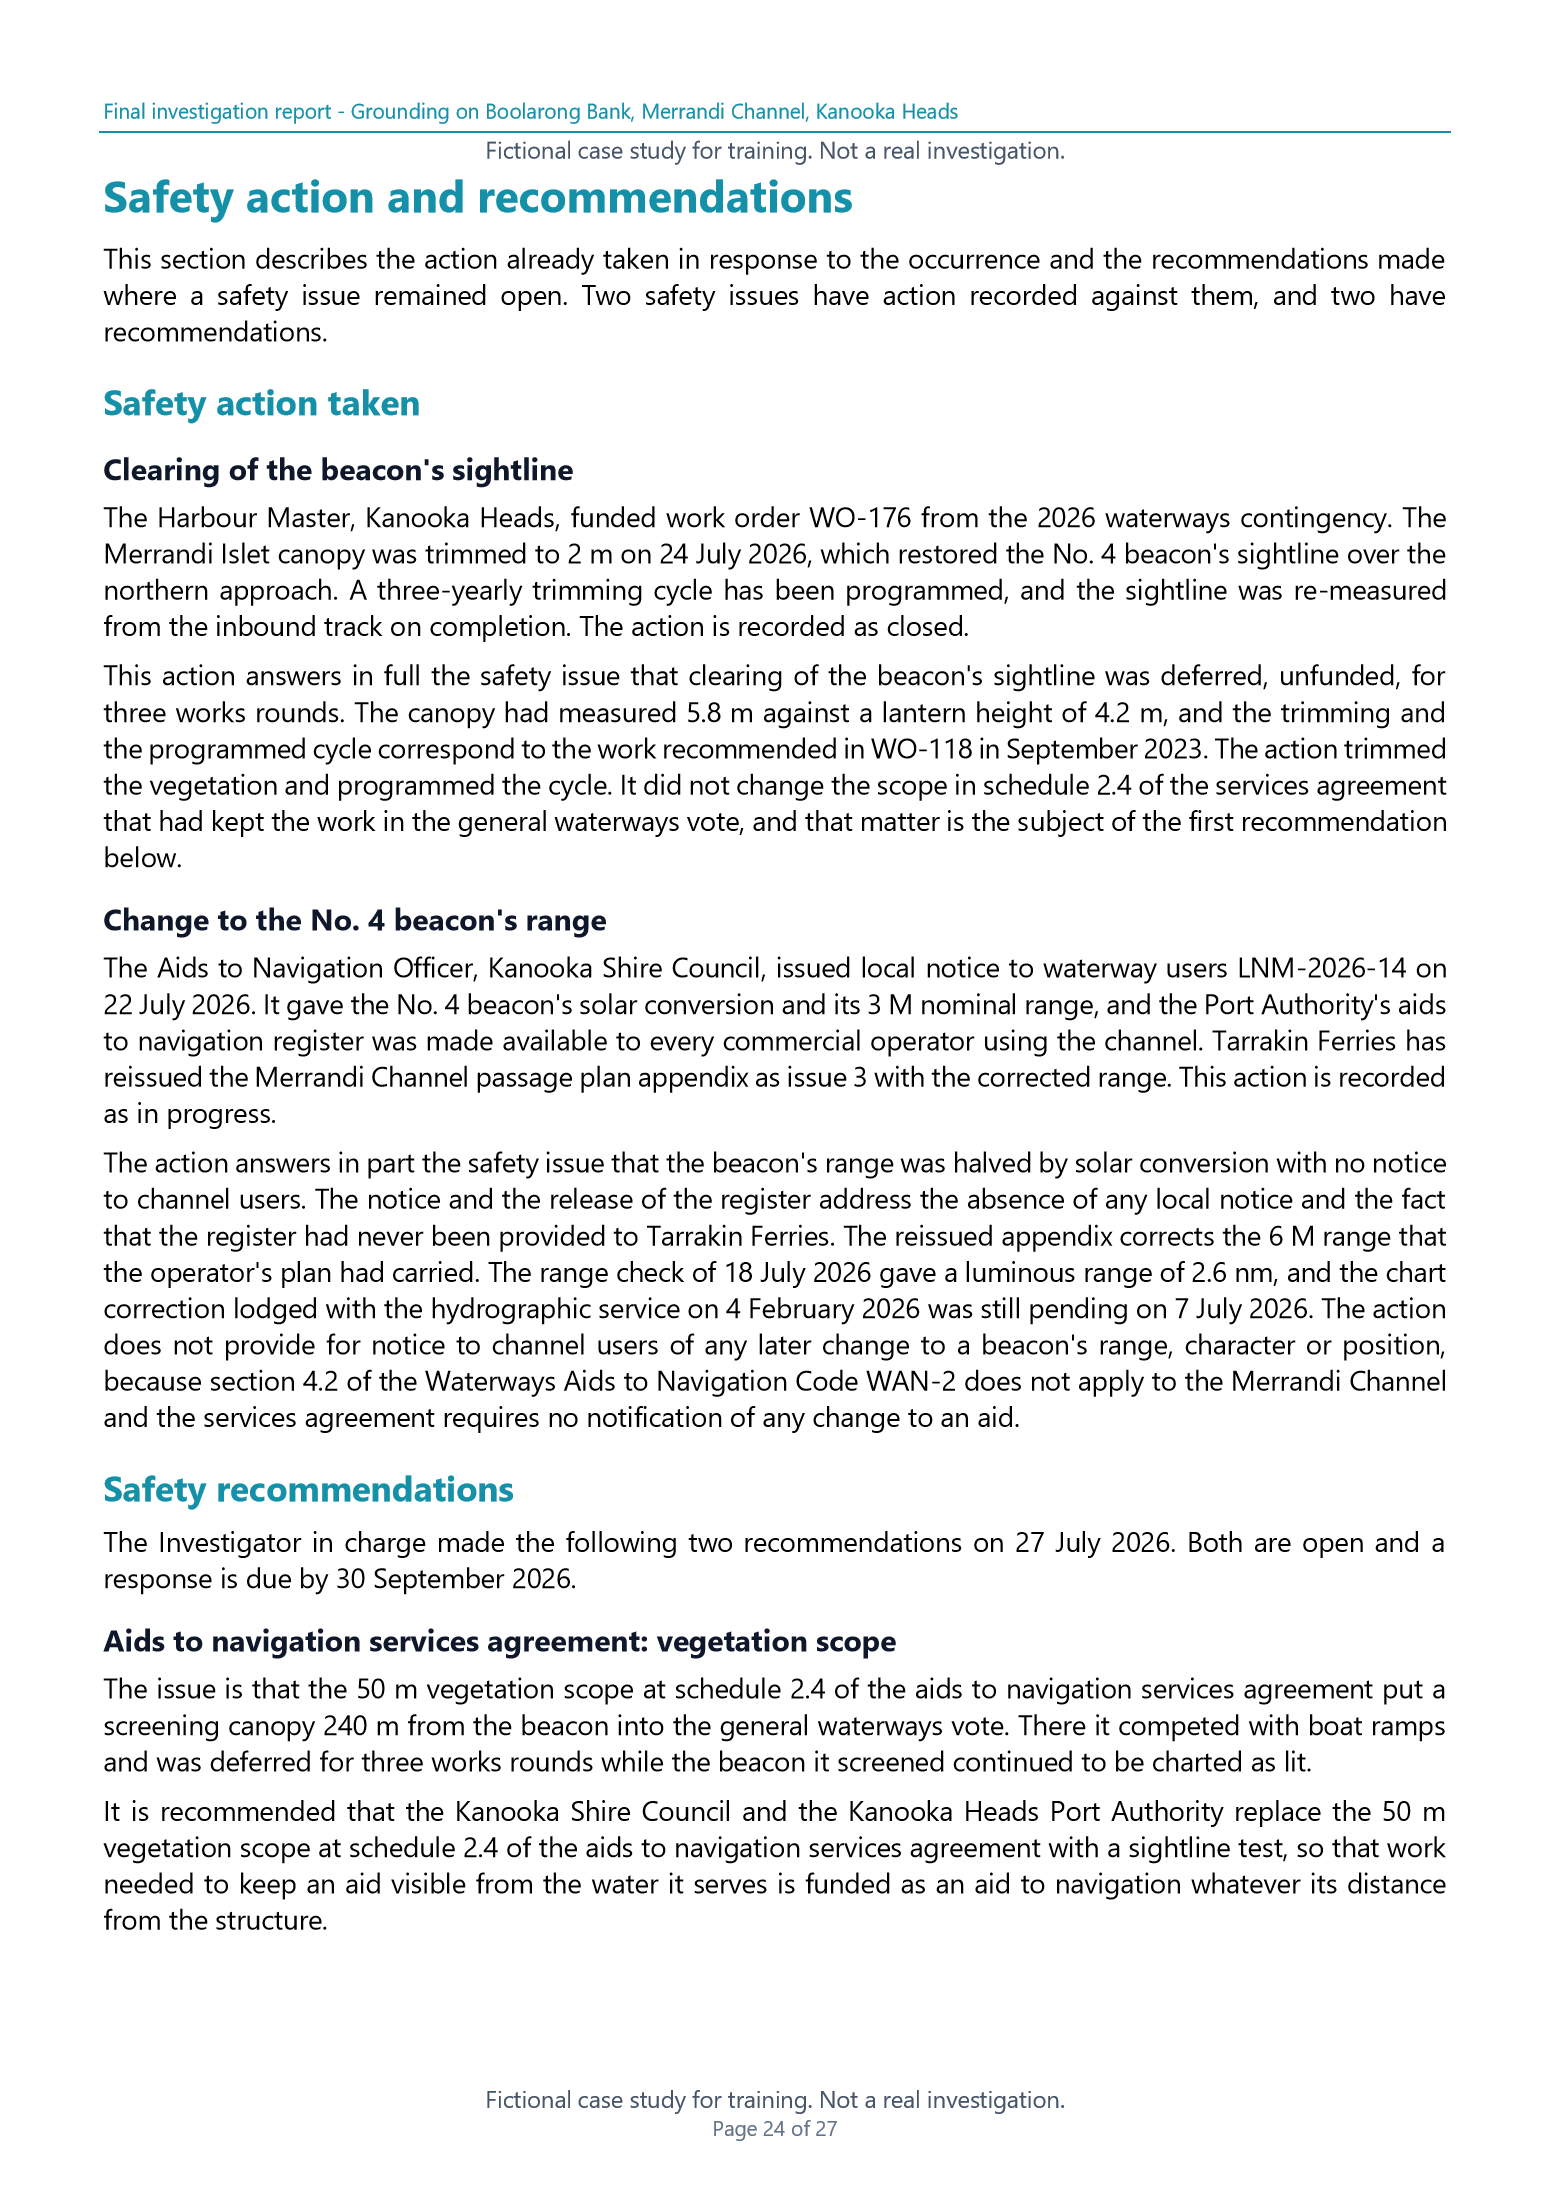 Final investigation report - Grounding on Boolarong Bank, Merrandi Channel, Kanooka Heads
Fictional case study for training. Not a real investigation.
Safety action and recommendations
This section describes the action already taken in response to the occurrence and the recommendations made
where a safety issue remained open. Two safety issues have action recorded against them, and two have
recommendations.
Safety action taken
Clearing of the beacon's sightline
The Harbour Master, Kanooka Heads, funded work order WO-176 from the 2026 waterways contingency. The
Merrandi Islet canopy was trimmed to 2 m on 24 July 2026, which restored the No. 4 beacon's sightline over the
northern approach. A three-yearly trimming cycle has been programmed, and the sightline was re-measured
from the inbound track on completion. The action is recorded as closed.
This action answers in full the safety issue that clearing of the beacon's sightline was deferred, unfunded, for
three works rounds. The canopy had measured 5.8 m against a lantern height of 4.2 m, and the trimming and
the programmed cycle correspond to the work recommended in WO-118 in September 2023. The action trimmed
the vegetation and programmed the cycle. It did not change the scope in schedule 2.4 of the services agreement
that had kept the work in the general waterways vote, and that matter is the subject of the first recommendation
below.
Change to the No. 4 beacon's range
The Aids to Navigation Officer, Kanooka Shire Council, issued local notice to waterway users LNM-2026-14 on
22 July 2026. It gave the No. 4 beacon's solar conversion and its 3 M nominal range, and the Port Authority's aids
to navigation register was made available to every commercial operator using the channel. Tarrakin Ferries has
reissued the Merrandi Channel passage plan appendix as issue 3 with the corrected range. This action is recorded
as in progress.
The action answers in part the safety issue that the beacon's range was halved by solar conversion with no notice
to channel users. The notice and the release of the register address the absence of any local notice and the fact
that the register had never been provided to Tarrakin Ferries. The reissued appendix corrects the 6 M range that
the operator's plan had carried. The range check of 18 July 2026 gave a luminous range of 2.6 nm, and the chart
correction lodged with the hydrographic service on 4 February 2026 was still pending on 7 July 2026. The action
does not provide for notice to channel users of any later change to a beacon's range, character or position,
because section 4.2 of the Waterways Aids to Navigation Code WAN-2 does not apply to the Merrandi Channel
and the services agreement requires no notification of any change to an aid.
Safety recommendations
The Investigator in charge made the following two recommendations on 27 July 2026. Both are open and a
response is due by 30 September 2026.
Aids to navigation services agreement: vegetation scope
The issue is that the 50 m vegetation scope at schedule 2.4 of the aids to navigation services agreement put a
screening canopy 240 m from the beacon into the general waterways vote. There it competed with boat ramps
and was deferred for three works rounds while the beacon it screened continued to be charted as lit.
It is recommended that the Kanooka Shire Council and the Kanooka Heads Port Authority replace the 50 m
vegetation scope at schedule 2.4 of the aids to navigation services agreement with a sightline test, so that work
needed to keep an aid visible from the water it serves is funded as an aid to navigation whatever its distance
from the structure.
Fictional case study for training. Not a real investigation.
Page 24 of 27